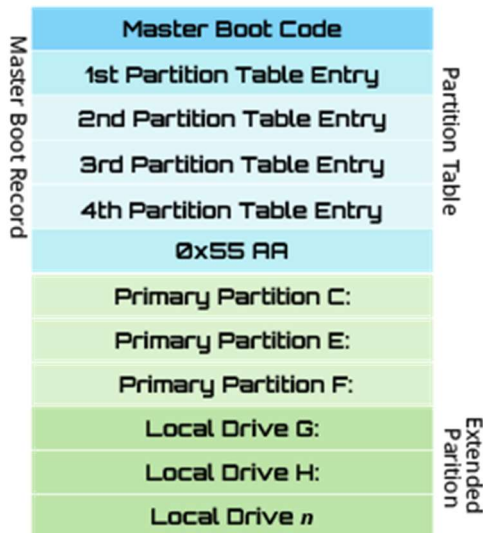 Master Boot Record
Master Boot Code
1st Partition Table Entry
2nd Partition Table Entry
3rd Partition Table Entry
4th Partition Table Entry
0x55 AA
Partition Table
Primary Partition C:
Primary Partition E:
Primary Partition F:
Local Drive G:
Local Drive H:
Local Drive n
Extended
Parition